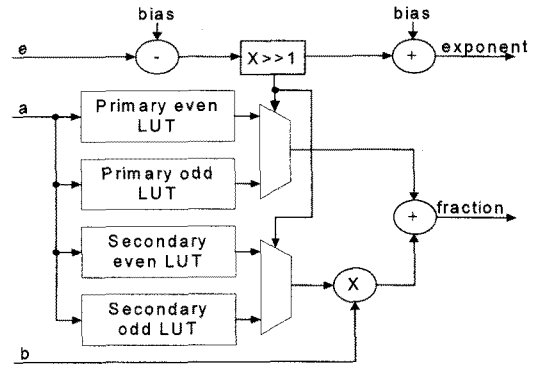 bias
bias
e
-
X>>1
+
exponent
a
Primary even
LUT
Primary odd
LUT
+
fraction
Secondary
even LUT
X
Secondary
odd LUT
b